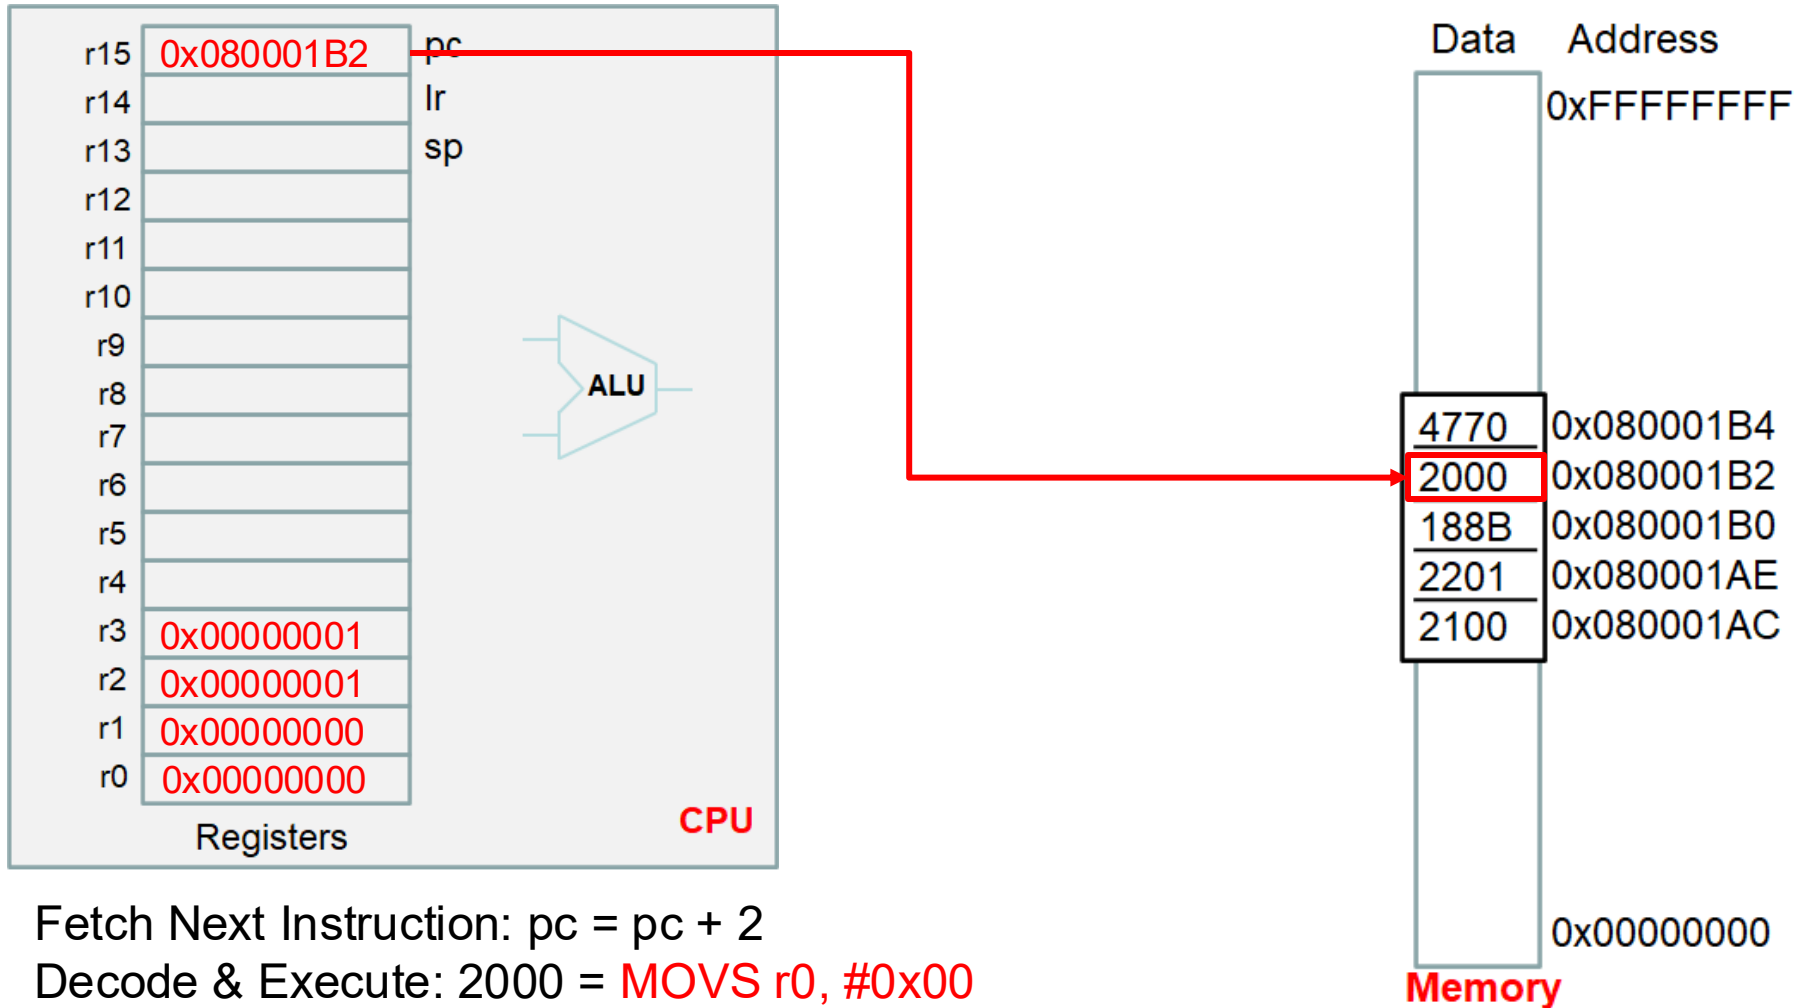 r15 0x080001B2 pc
r14 lr
r13 sp
r12
r11
r10
r9
r8
r7
r6
r5
r4
r3 0x00000001
r2 0x00000001
r1 0x00000000
r0 0x00000000
Registers
ALU
CPU
Data Address
0xFFFFFFFF
4770 0x080001B4
2000 0x080001B2
188B 0x080001B0
2201 0x080001AE
2100 0x080001AC
0x00000000
Memory
Fetch Next Instruction: pc = pc + 2
Decode & Execute: 2000 = MOVS r0, #0x00